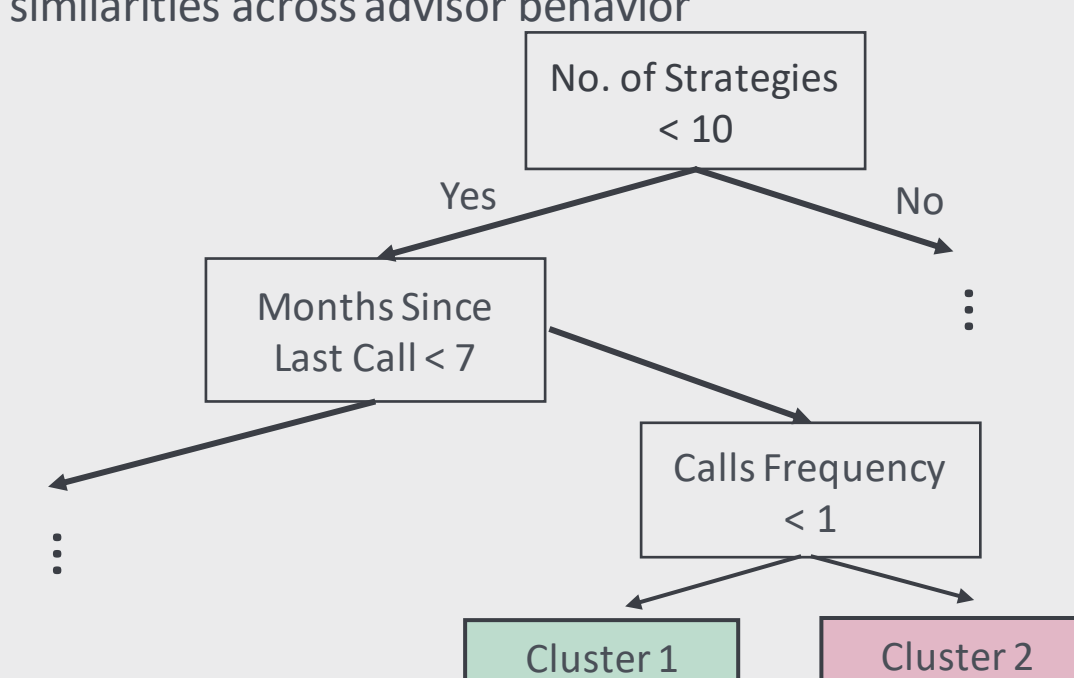 similarities across advisor behavior
No. of Strategies
< 10
Yes
No
Months Since
Last Call < 7
Calls Frequency
< 1
Cluster 1
Cluster 2